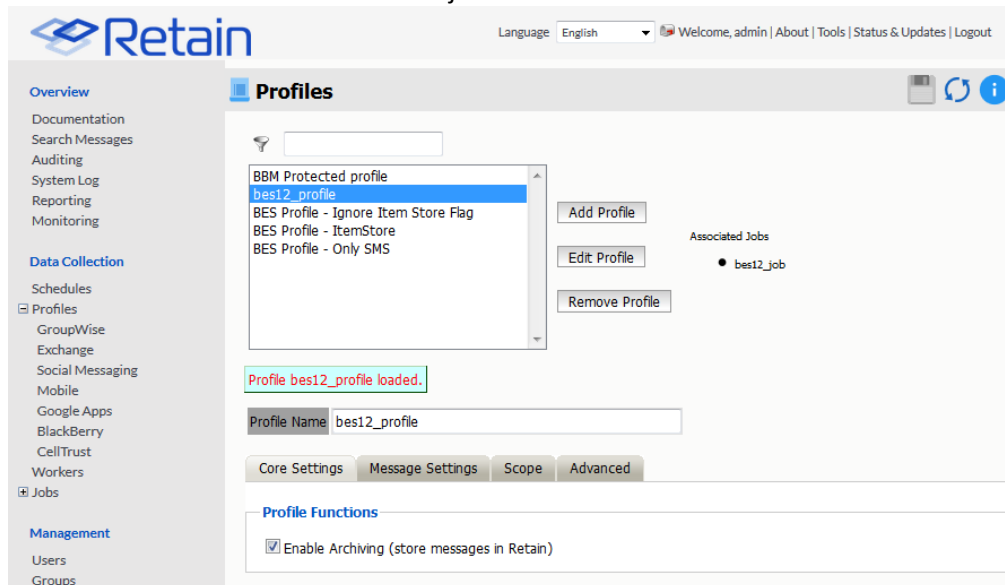 Retain
Language English Welcome, admin | About | Tools | Status & Updates | Logout
Overview
Documentation
Search Messages
Auditing
System Log
Reporting
Monitoring
Data Collection
Schedules
Profiles
GroupWise
Exchange
Social Messaging
Mobile
Google Apps
BlackBerry
CellTrust
Workers
Jobs
Management
Users
Groups
Profiles
BBM Protected profile
bes12_profile
BES Profile - Ignore Item Store Flag
BES Profile - ItemStore
BES Profile - Only SMS
Add Profile
Edit Profile
Remove Profile
Associated Jobs
bes12_job
Profile bes12_profile loaded.
Profile Name bes12_profile
Core Settings Message Settings Scope Advanced
Profile Functions
Enable Archiving (store messages in Retain)